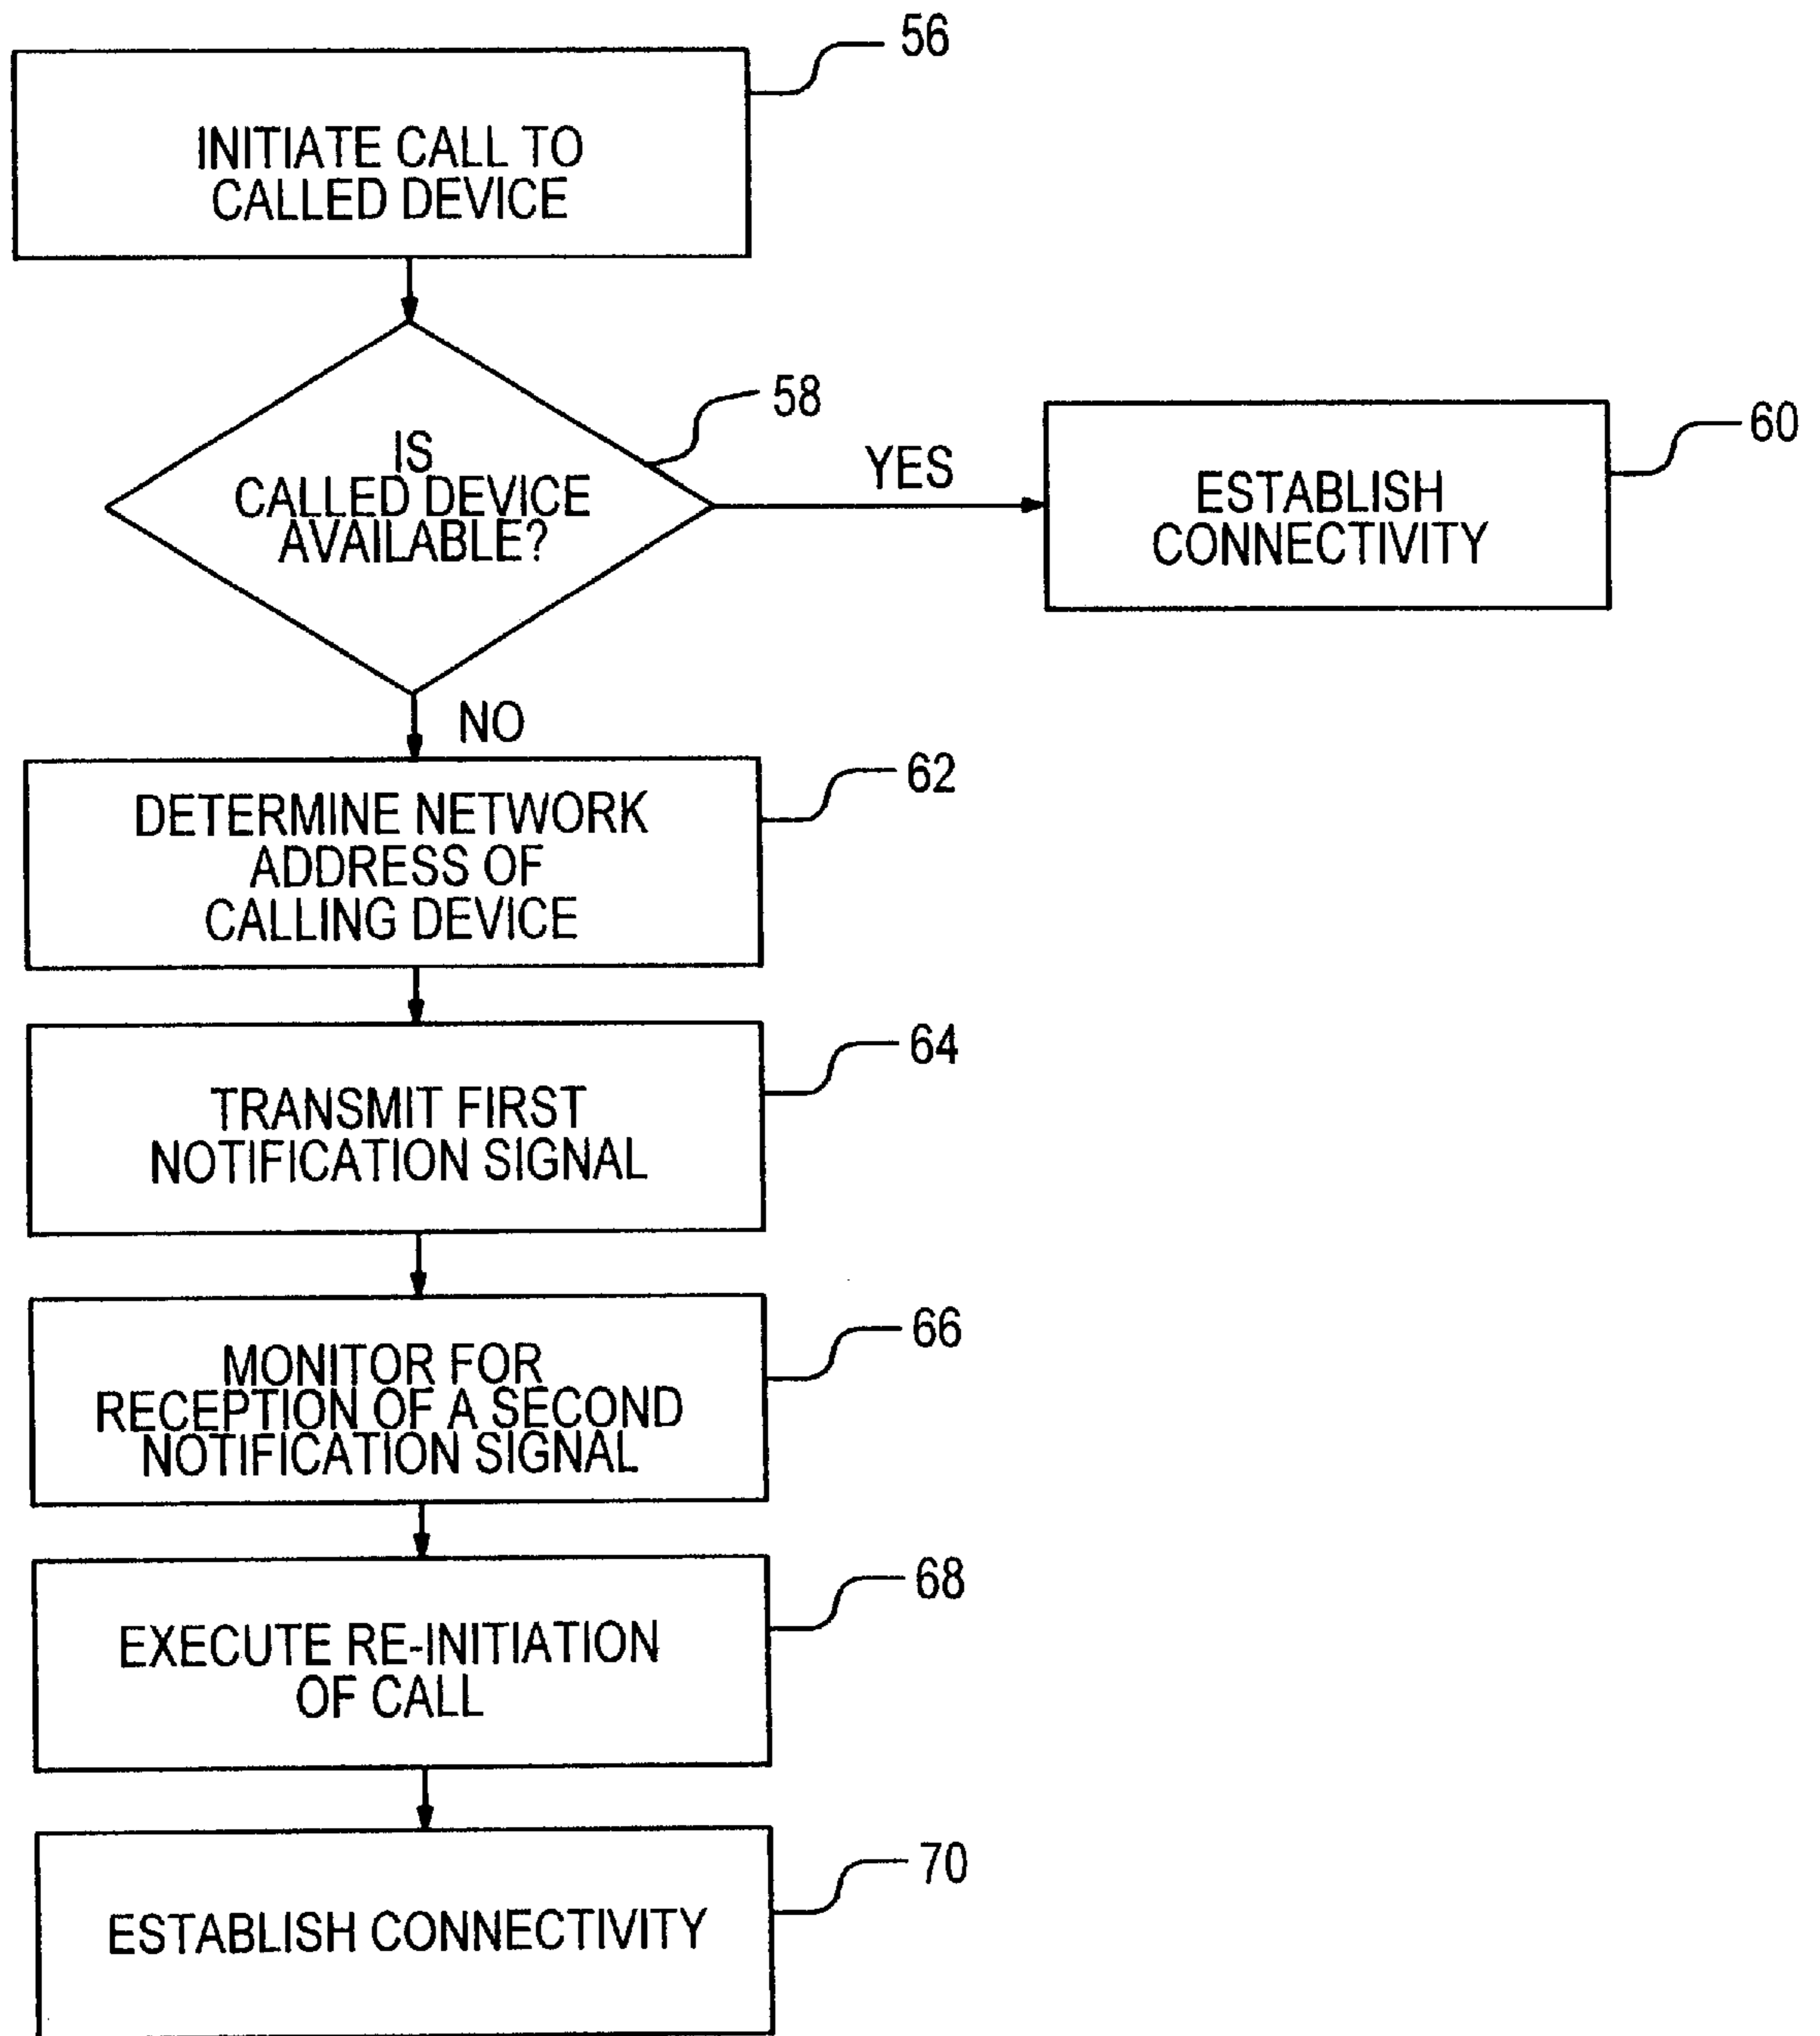 56
INITIATE CALL TO
CALLED DEVICE
58
IS
CALLED DEVICE
AVAILABLE?
YES
60
ESTABLISH
CONNECTIVITY
NO
62
DETERMINE NETWORK
ADDRESS OF
CALLING DEVICE
64
TRANSMIT FIRST
NOTIFICATION SIGNAL
66
MONITOR FOR
RECEPTION OF A SECOND
NOTIFICATION SIGNAL
68
EXECUTE RE-INITIATION
OF CALL
70
ESTABLISH CONNECTIVITY